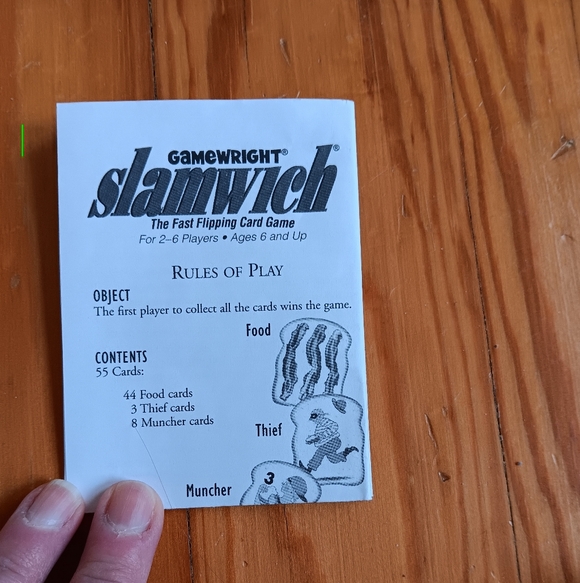 GAMEWRIGHT®
slamwich®
The Fast Flipping Card Game
For 2–6 Players • Ages 6 and Up
RULES OF PLAY
OBJECT
The first player to collect all the cards wins the game.
Food
CONTENTS
55 Cards:
44 Food cards
3 Thief cards
8 Muncher cards
Thief
Muncher
3